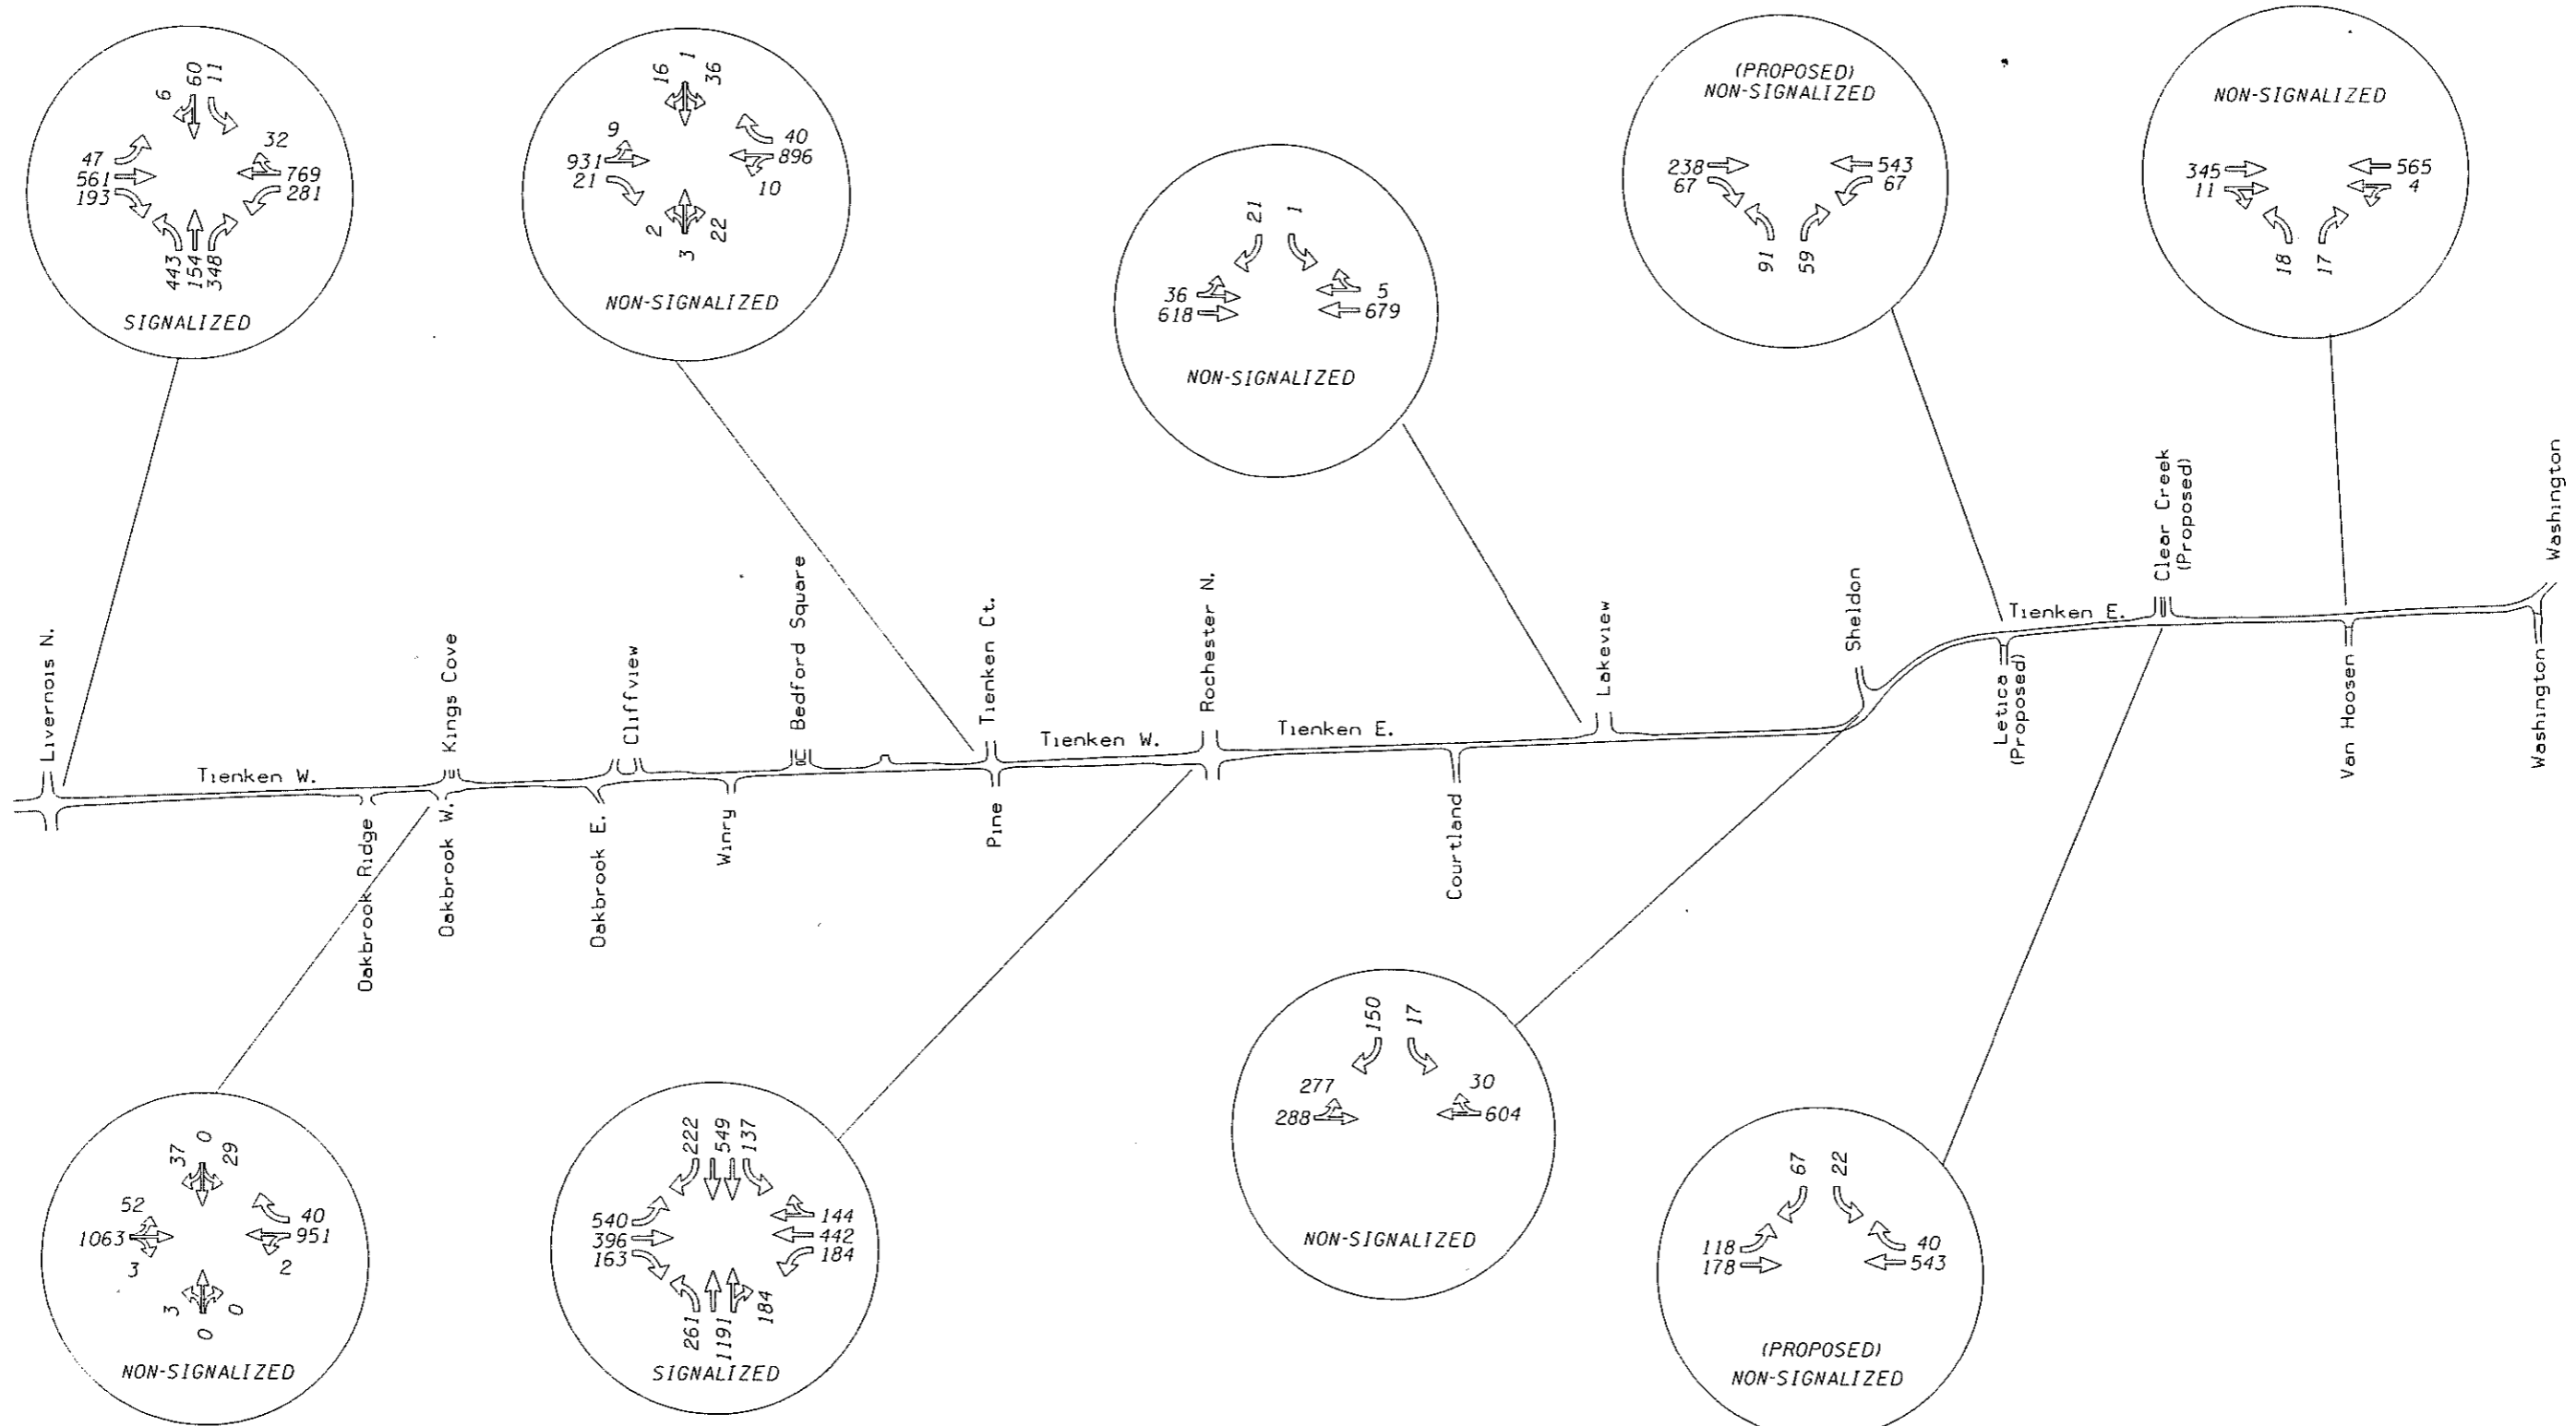 6
60
11
47
561
193
32
769
281
443
154
348
SIGNALIZED
16
1
36
9
931
21
40
896
10
2
3
22
NON-SIGNALIZED
21
1
36
618
5
679
NON-SIGNALIZED
(PROPOSED)
NON-SIGNALIZED
238
67
543
67
91
59
NON-SIGNALIZED
345
11
565
4
18
17
Livernois N.
Tienken W.
Kings Cove
Cliffview
Bedford Square
Tienken Ct.
Tienken W.
Rochester N.
Tienken E.
Lakeview
Sheldon
Tienken E.
Clear Creek
(Proposed)
Washington
Oakbrook Ridge
Oakbrook W.
Oakbrook E.
Winry
Pine
Courtland
Letica
(Proposed)
Van Hoosen
Washington
37
0
29
52
1063
3
40
951
2
3
0
0
NON-SIGNALIZED
222
549
137
540
396
163
144
442
184
261
1191
184
SIGNALIZED
150
17
277
288
30
604
NON-SIGNALIZED
67
22
118
178
40
543
(PROPOSED)
NON-SIGNALIZED